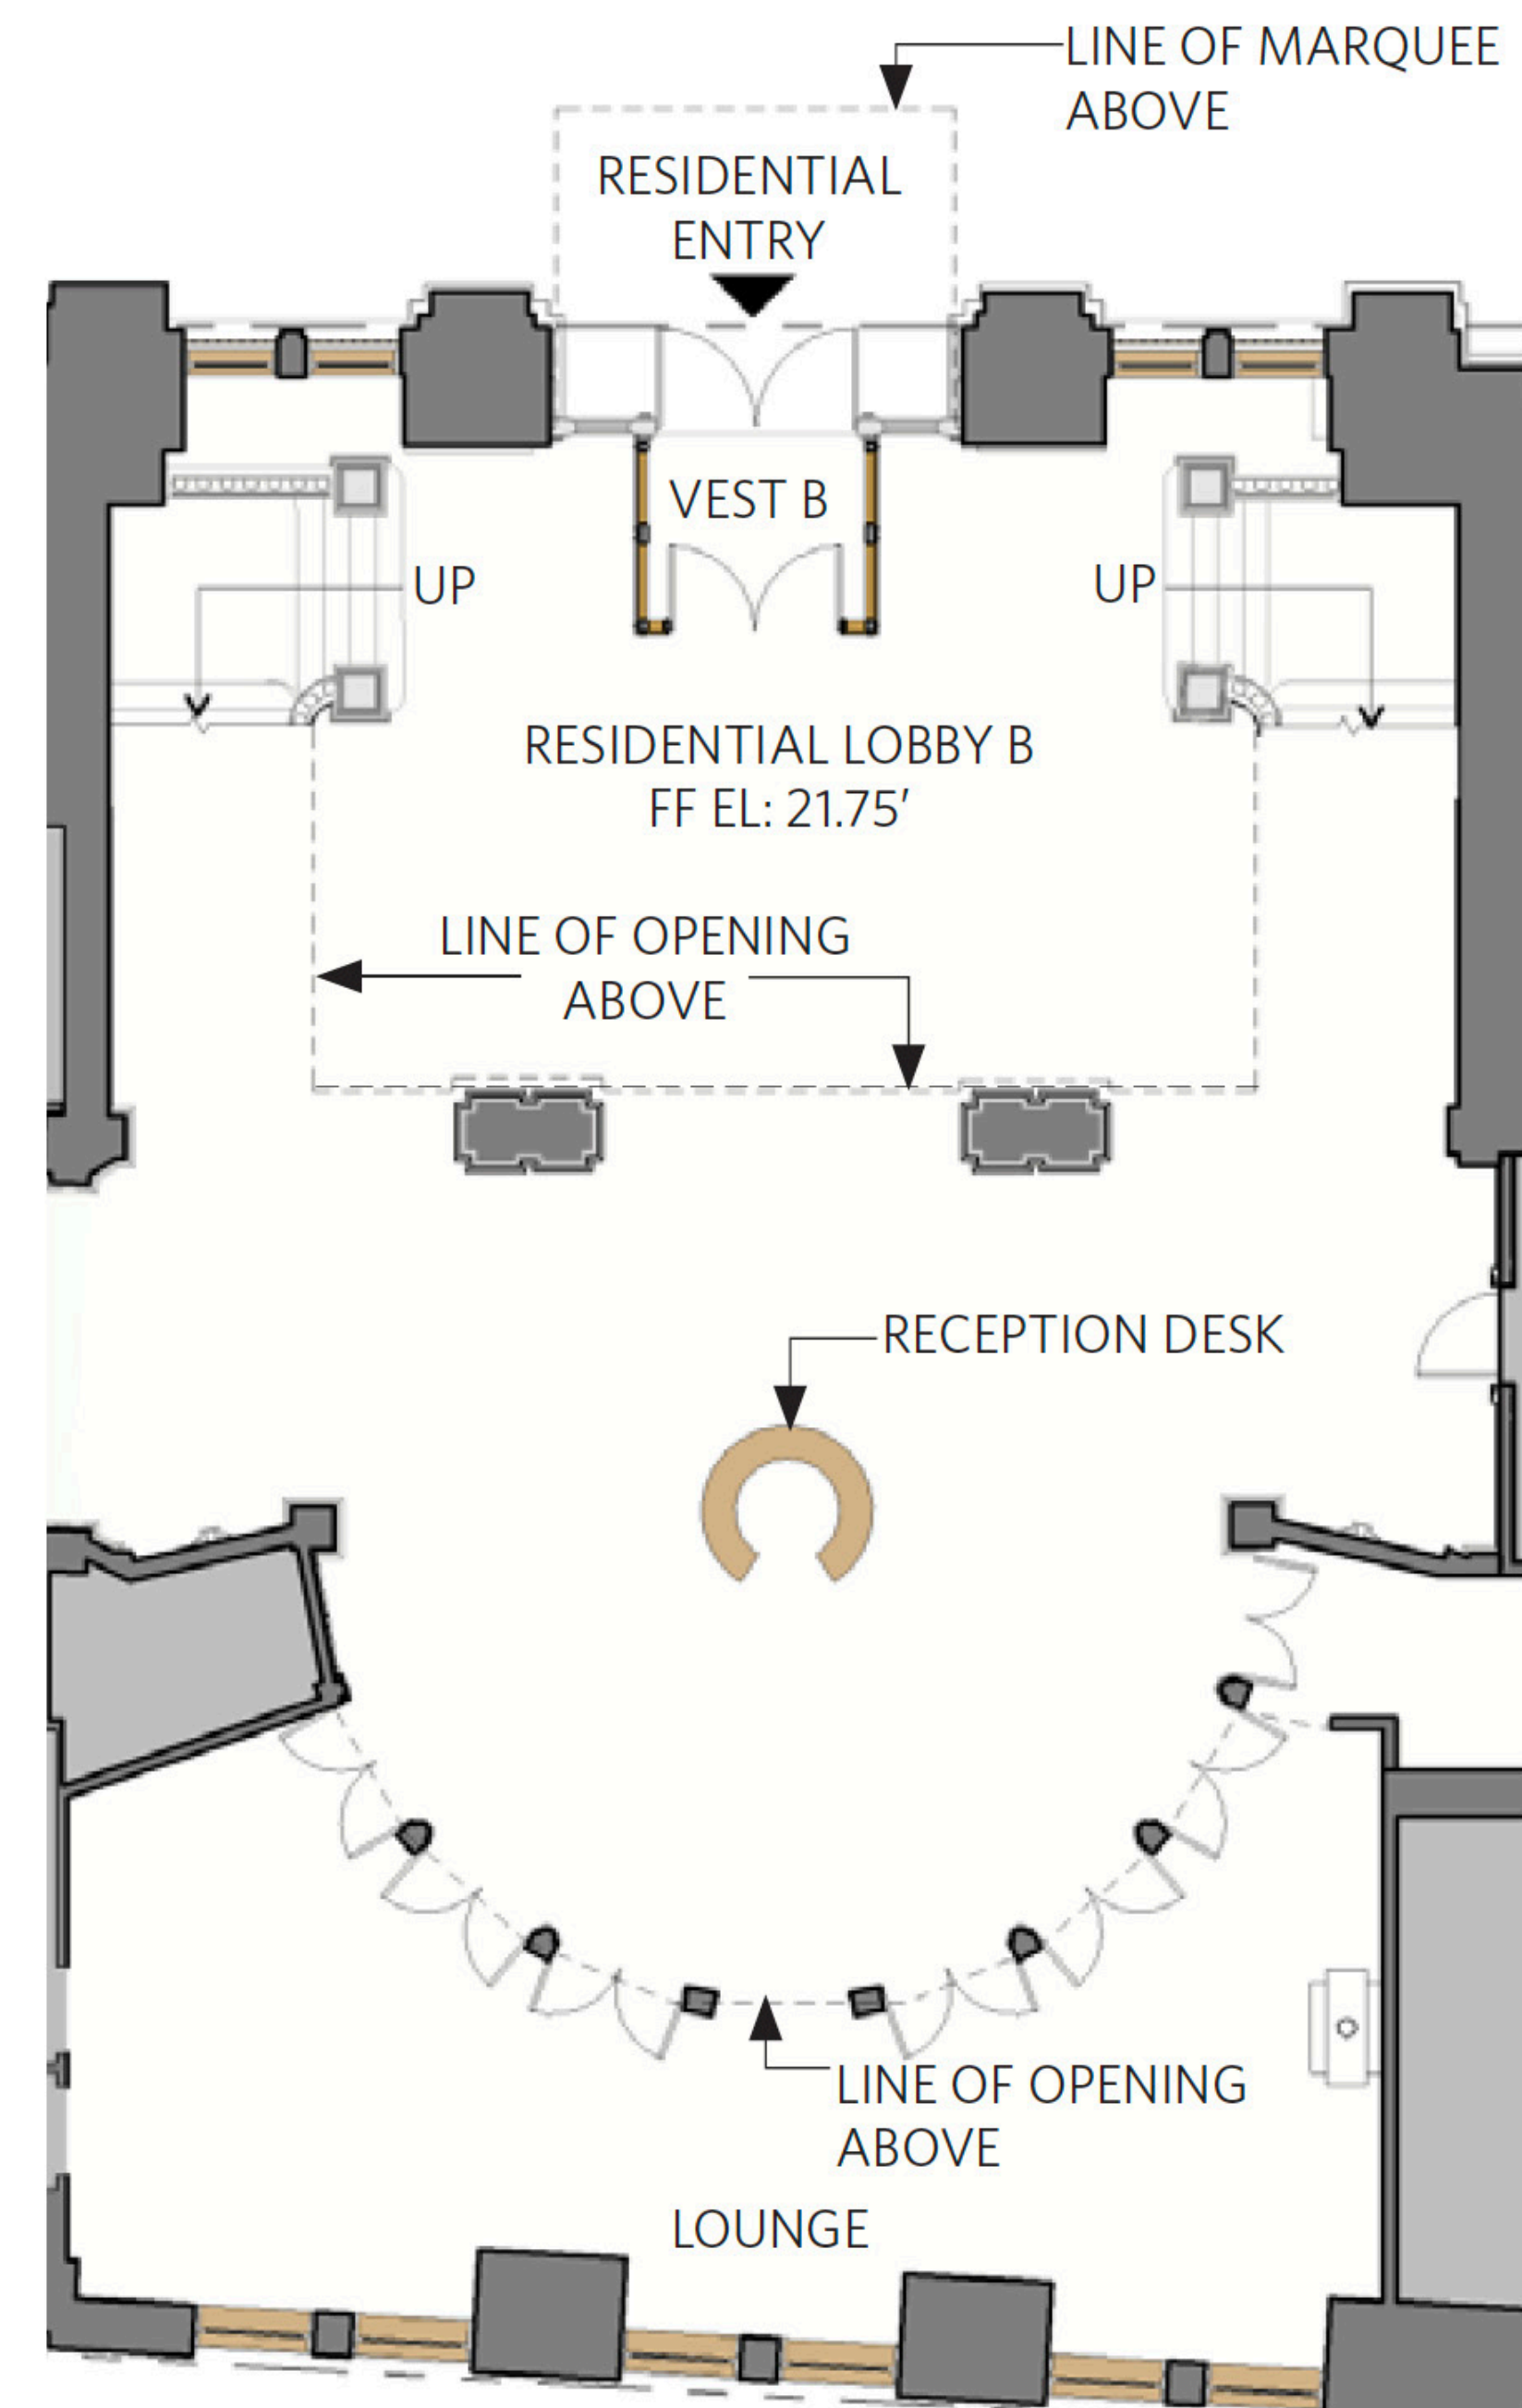 LINE OF MARQUEE
ABOVE
RESIDENTIAL
ENTRY
VEST B
UP
UP
RESIDENTIAL LOBBY B
FF EL: 21.75'
LINE OF OPENING
ABOVE
RECEPTION DESK
LINE OF OPENING
ABOVE
LOUNGE